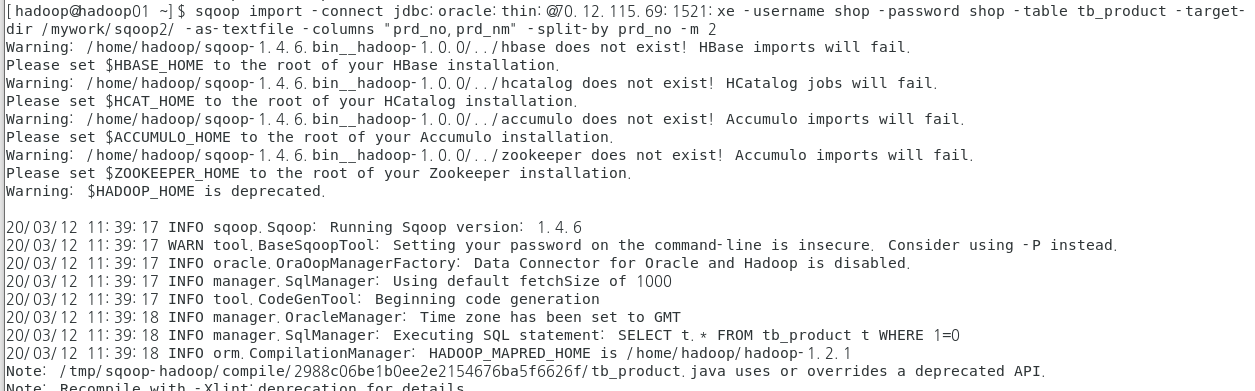 [hadoop@hadoop01 ~]$ sqoop import -connect jdbc:oracle:thin:@70.12.115.69:1521:xe -username shop -password shop -table tb_product -target-
dir /mywork/sqoop2/ -as-textfile -columns "prd_no,prd_nm" -split-by prd_no -m 2
Warning: /home/hadoop/sqoop-1.4.6.bin__hadoop-1.0.0/../hbase does not exist! HBase imports will fail.
Please set $HBASE_HOME to the root of your HBase installation.
Warning: /home/hadoop/sqoop-1.4.6.bin__hadoop-1.0.0/../hcatalog does not exist! HCatalog jobs will fail.
Please set $HCAT_HOME to the root of your HCatalog installation.
Warning: /home/hadoop/sqoop-1.4.6.bin__hadoop-1.0.0/../accumulo does not exist! Accumulo imports will fail.
Please set $ACCUMULO_HOME to the root of your Accumulo installation.
Warning: /home/hadoop/sqoop-1.4.6.bin__hadoop-1.0.0/../zookeeper does not exist! Accumulo imports will fail.
Please set $ZOOKEEPER_HOME to the root of your Zookeeper installation.
Warning: $HADOOP_HOME is deprecated.
20/03/12 11:39:17 INFO sqoop.Sqoop: Running Sqoop version: 1.4.6
20/03/12 11:39:17 WARN tool.BaseSqoopTool: Setting your password on the command-line is insecure. Consider using -P instead.
20/03/12 11:39:17 INFO oracle.OraOopManagerFactory: Data Connector for Oracle and Hadoop is disabled.
20/03/12 11:39:17 INFO manager.SqlManager: Using default fetchSize of 1000
20/03/12 11:39:17 INFO tool.CodeGenTool: Beginning code generation
20/03/12 11:39:18 INFO manager.OracleManager: Time zone has been set to GMT
20/03/12 11:39:18 INFO manager.SqlManager: Executing SQL statement: SELECT t.* FROM tb_product t WHERE 1=0
20/03/12 11:39:18 INFO orm.CompilationManager: HADOOP_MAPRED_HOME is /home/hadoop/hadoop-1.2.1
Note: /tmp/sqoop-hadoop/compile/2988c06be1b0ee2e2154676ba5f6626f/tb_product.java uses or overrides a deprecated API.
Note: Recompile with -Xlint:deprecation for details.